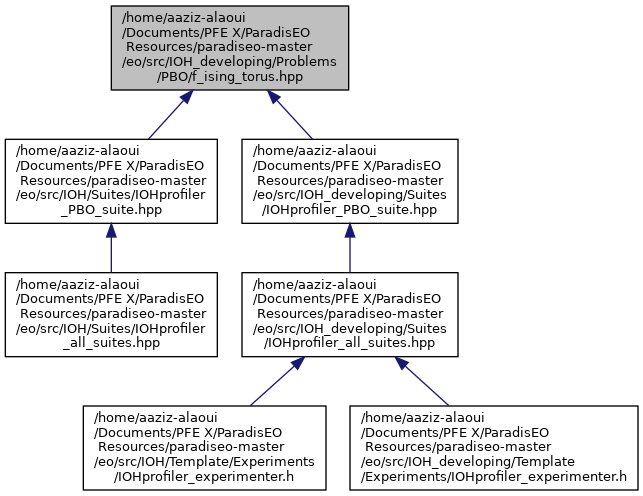 /home/aaziz-alaoui
/Documents/PFE X/ParadisEO
Resources/paradiseo-master
/eo/src/IOH_developing/Problems
/PBO/f_ising_torus.hpp
/home/aaziz-alaoui
/Documents/PFE X/ParadisEO
Resources/paradiseo-master
/eo/src/IOH/Suites/IOHprofiler
_PBO_suite.hpp
/home/aaziz-alaoui
/Documents/PFE X/ParadisEO
Resources/paradiseo-master
/eo/src/IOH_developing/Suites
/IOHprofiler_PBO_suite.hpp
/home/aaziz-alaoui
/Documents/PFE X/ParadisEO
Resources/paradiseo-master
/eo/src/IOH/Suites/IOHprofiler
_all_suites.hpp
/home/aaziz-alaoui
/Documents/PFE X/ParadisEO
Resources/paradiseo-master
/eo/src/IOH_developing/Suites
/IOHprofiler_all_suites.hpp
/home/aaziz-alaoui
/Documents/PFE X/ParadisEO
Resources/paradiseo-master
/eo/src/IOH/Template/Experiments
/IOHprofiler_experimenter.h
/home/aaziz-alaoui
/Documents/PFE X/ParadisEO
Resources/paradiseo-master
/eo/src/IOH_developing/Template
/Experiments/IOHprofiler_experimenter.h